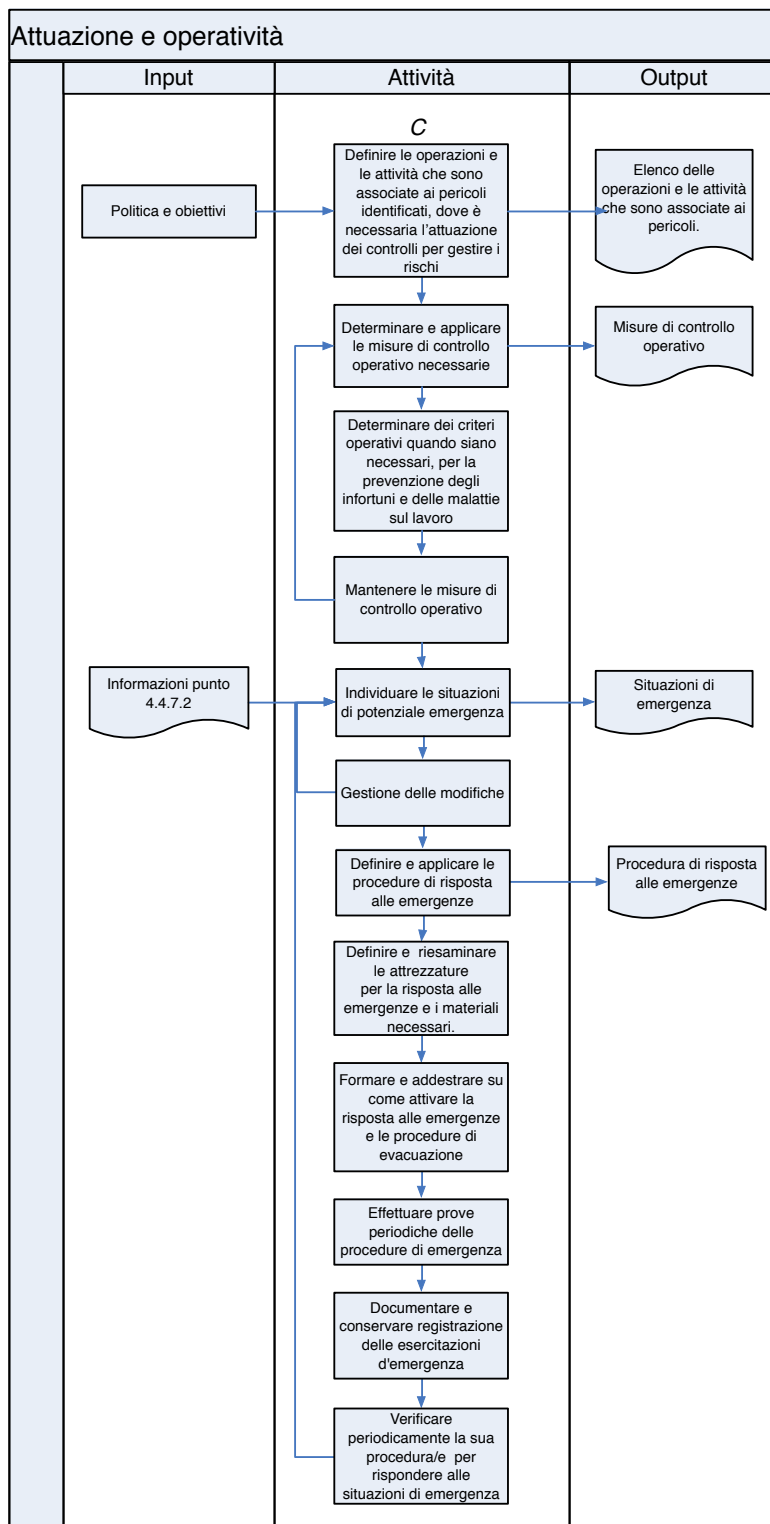 Attuazione e operatività
Input
Attività
Output
C
Politica e obiettivi
Definire le operazioni e
le attività che sono
associate ai pericoli
identificati, dove è
necessaria l'attuazione
dei controlli per gestire i
rischi
Elenco delle
operazioni e le attività
che sono associate ai
pericoli.
Determinare e applicare
le misure di controllo
operativo necessarie
Misure di controllo
operativo
Determinare dei criteri
operativi quando siano
necessari, per la
prevenzione degli
infortuni e delle malattie
sul lavoro
Mantenere le misure di
controllo operativo
Informazioni punto
4.4.7.2
Individuare le situazioni
di potenziale emergenza
Situazioni di
emergenza
Gestione delle modifiche
Definire e applicare le
procedure di risposta
alle emergenze
Procedura di risposta
alle emergenze
Definire e  riesaminare
le attrezzature
per la risposta alle
emergenze e i materiali
necessari.
Formare e addestrare su
come attivare la
risposta alle emergenze
e le procedure di
evacuazione
Effettuare prove
periodiche delle
procedure di emergenza
Documentare e
conservare registrazione
delle esercitazioni
d'emergenza
Verificare
periodicamente la sua
procedura/e  per
rispondere alle
situazioni di emergenza